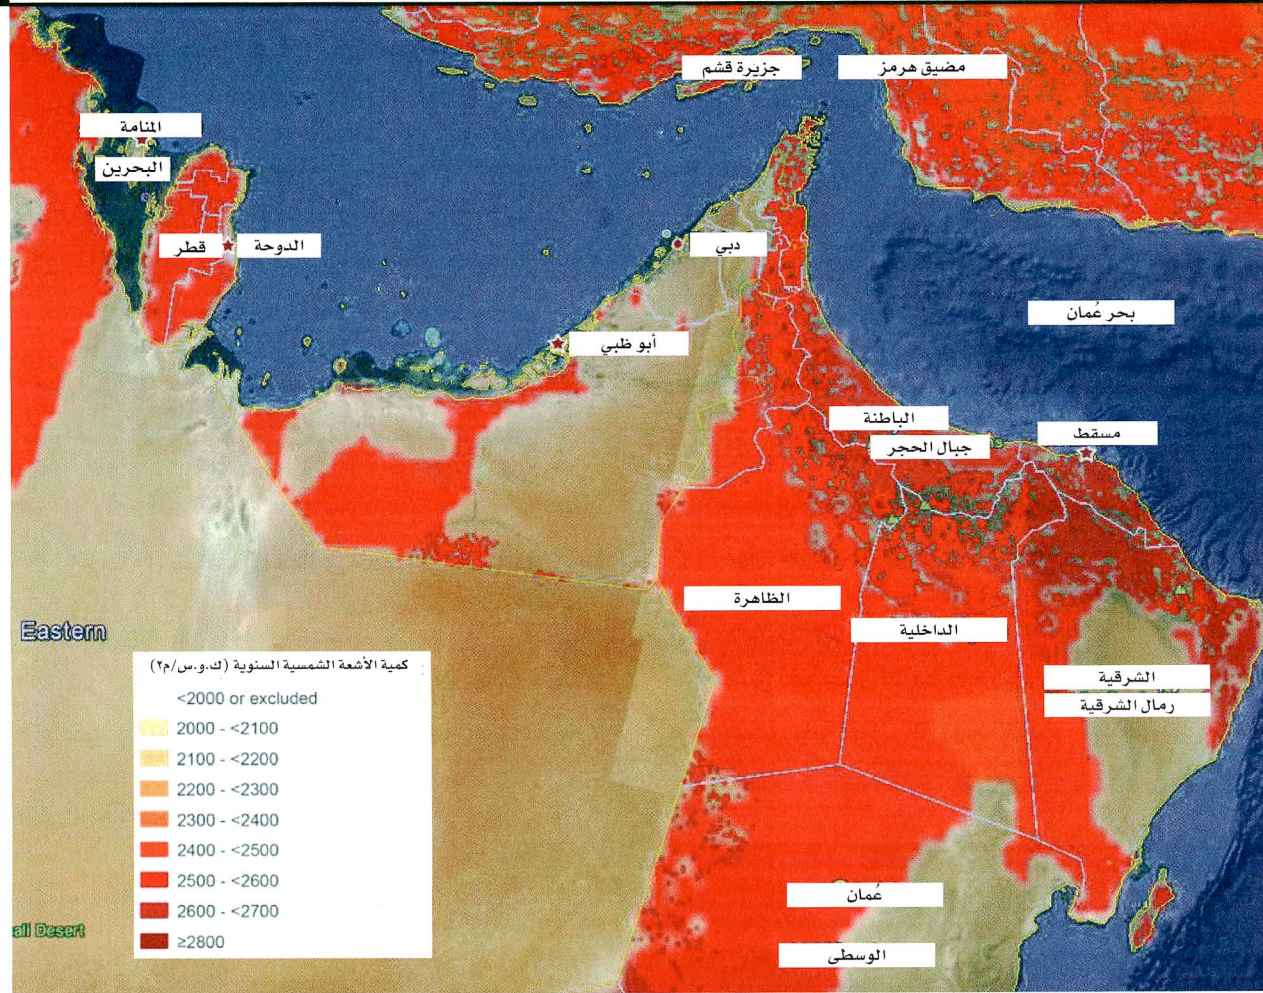 جزيرة قشم
مضيق هرمز
المنامة
البحرين
قطر
الدوحة
دبي
بحر عُمان
أبو ظبي
الباطنة
جبال الحجر
مسقط
الظاهرة
الداخلية
Eastern
الشرقية
رمال الشرقية
كمية الأشعة الشمسية السنوية (ك.و.س/م٢)
<2000 or excluded
2000 - <2100
2100 - <2200
2200 - <2300
2300 - <2400
2400 - <2500
2500 - <2600
2600 - <2700
≥2800
عُمان
ali Desert
الوسطى